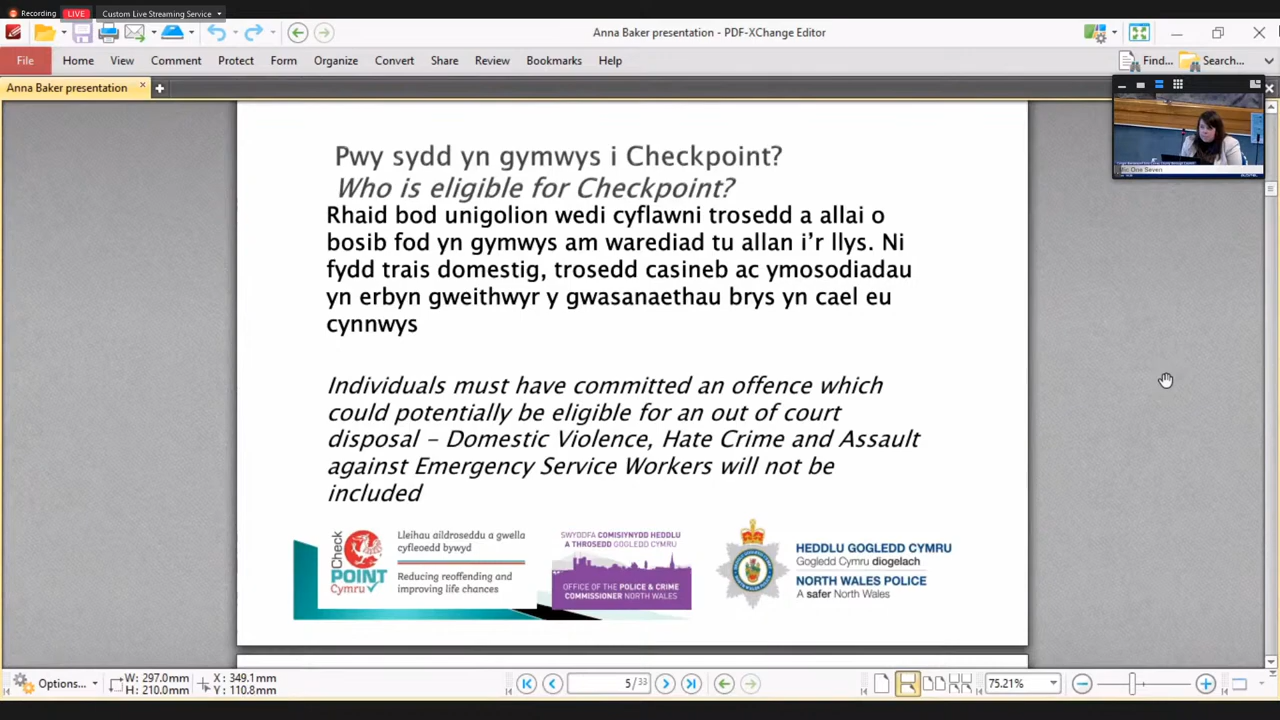 Recording
LIVE
Custom Live Streaming Service
Anna Baker presentation - PDF-XChange Editor
File Home View Comment Protect Form Organize Convert Share Review Bookmarks Help
Find... Search...
Anna Baker presentation
Mic One Seven
Pwy sydd yn gymwys i Checkpoint?
Who is eligible for Checkpoint?
Rhaid bod unigolion wedi cyflawni trosedd a allai o
bosib fod yn gymwys am warediad tu allan i’r llys. Ni
fydd trais domestig, trosedd casineb ac ymosodiadau
yn erbyn gweithwyr y gwasanaethau brys yn cael eu
cynnwys
Individuals must have committed an offence which
could potentially be eligible for an out of court
disposal – Domestic Violence, Hate Crime and Assault
against Emergency Service Workers will not be
included
Check
POINT
Cymru
Lleihau aildroseddu a gwella
cyfleoedd bywyd
Reducing reoffending and
improving life chances
SWYDDFA COMISIYNYDD HEDDLU
A THROSEDD GOGLEDD CYMRU
OFFICE OF THE POLICE & CRIME
COMMISSIONER NORTH WALES
HEDDLU GOGLEDD CYMRU
Gogledd Cymru diogelach
NORTH WALES POLICE
A safer North Wales
Options...
W: 297.0mm
H: 210.0mm
X: 349.1mm
Y: 110.8mm
5 / 33
75.21%